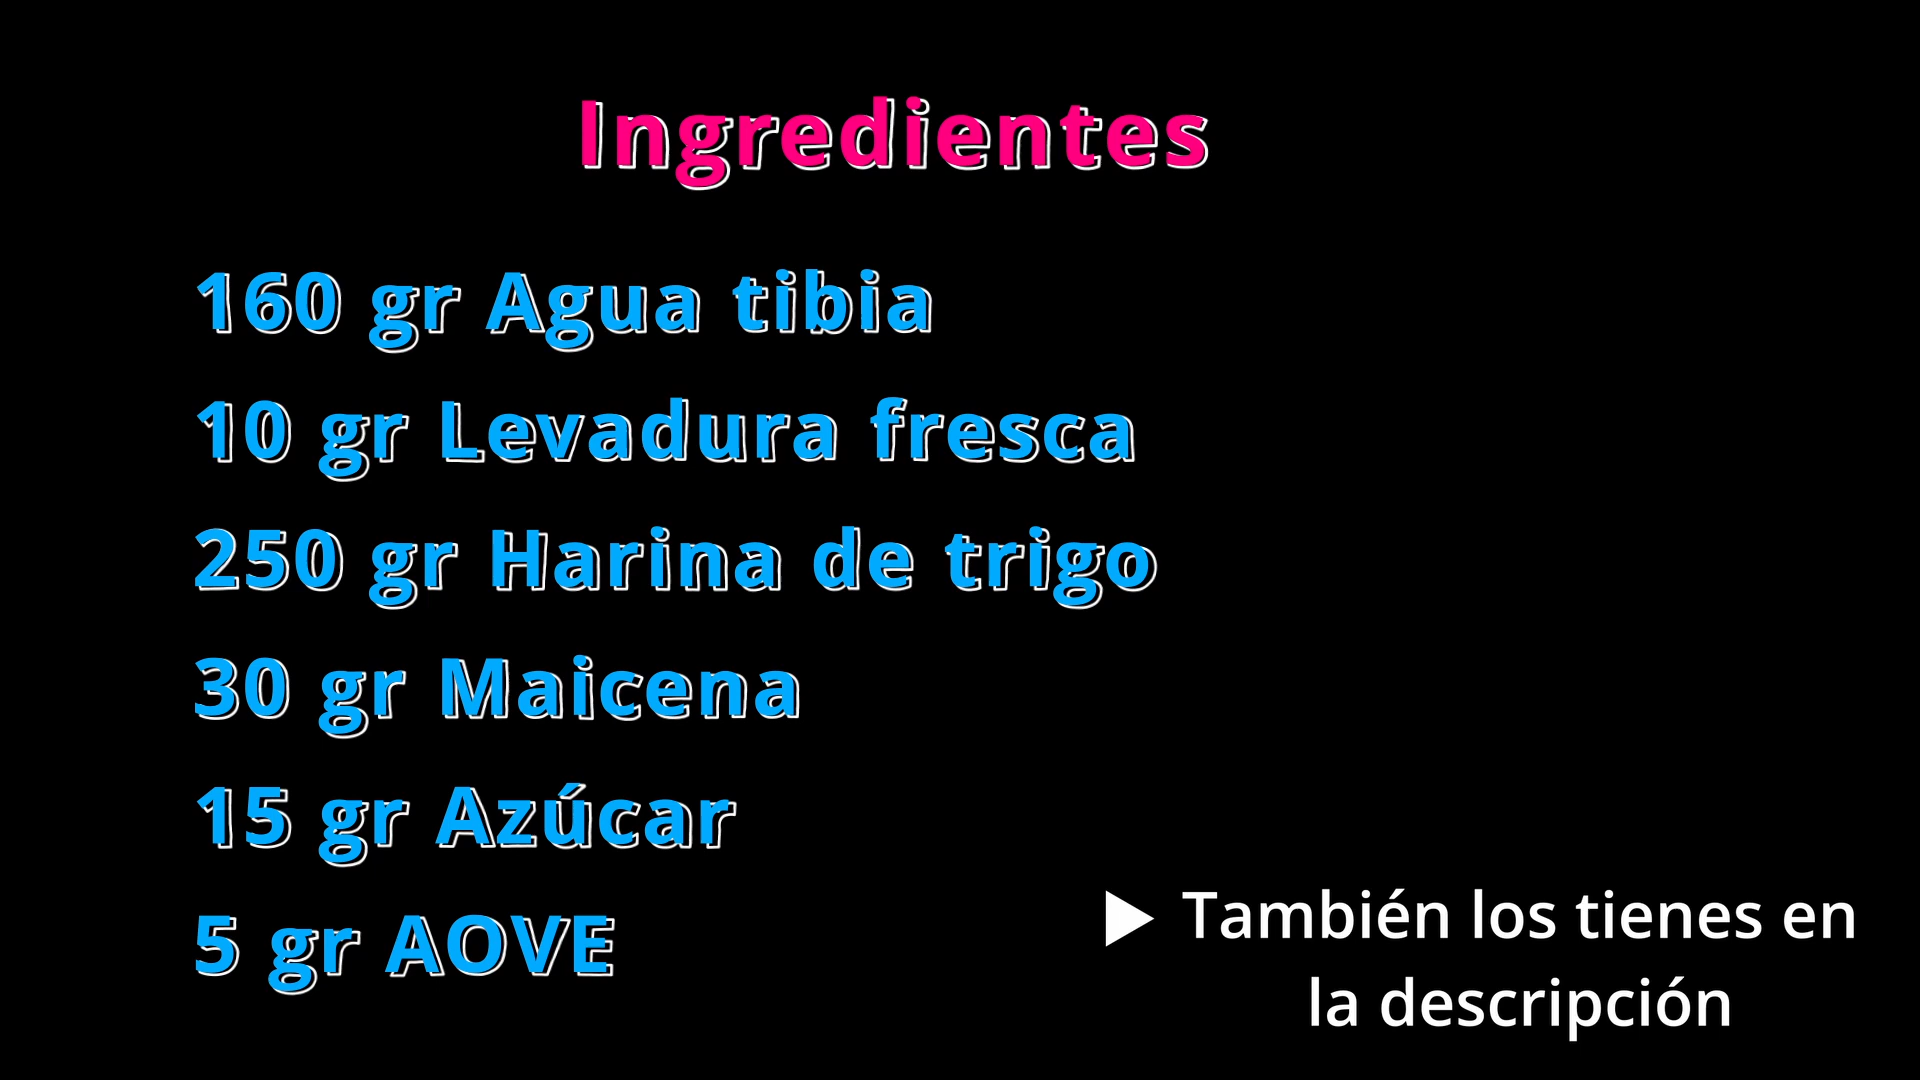 Ingredientes
160 gr Agua tibia
10 gr Levadura fresca
250 gr Harina de trigo
30 gr Maicena
15 gr Azúcar
5 gr AOVE
▶ También los tienes en
la descripción